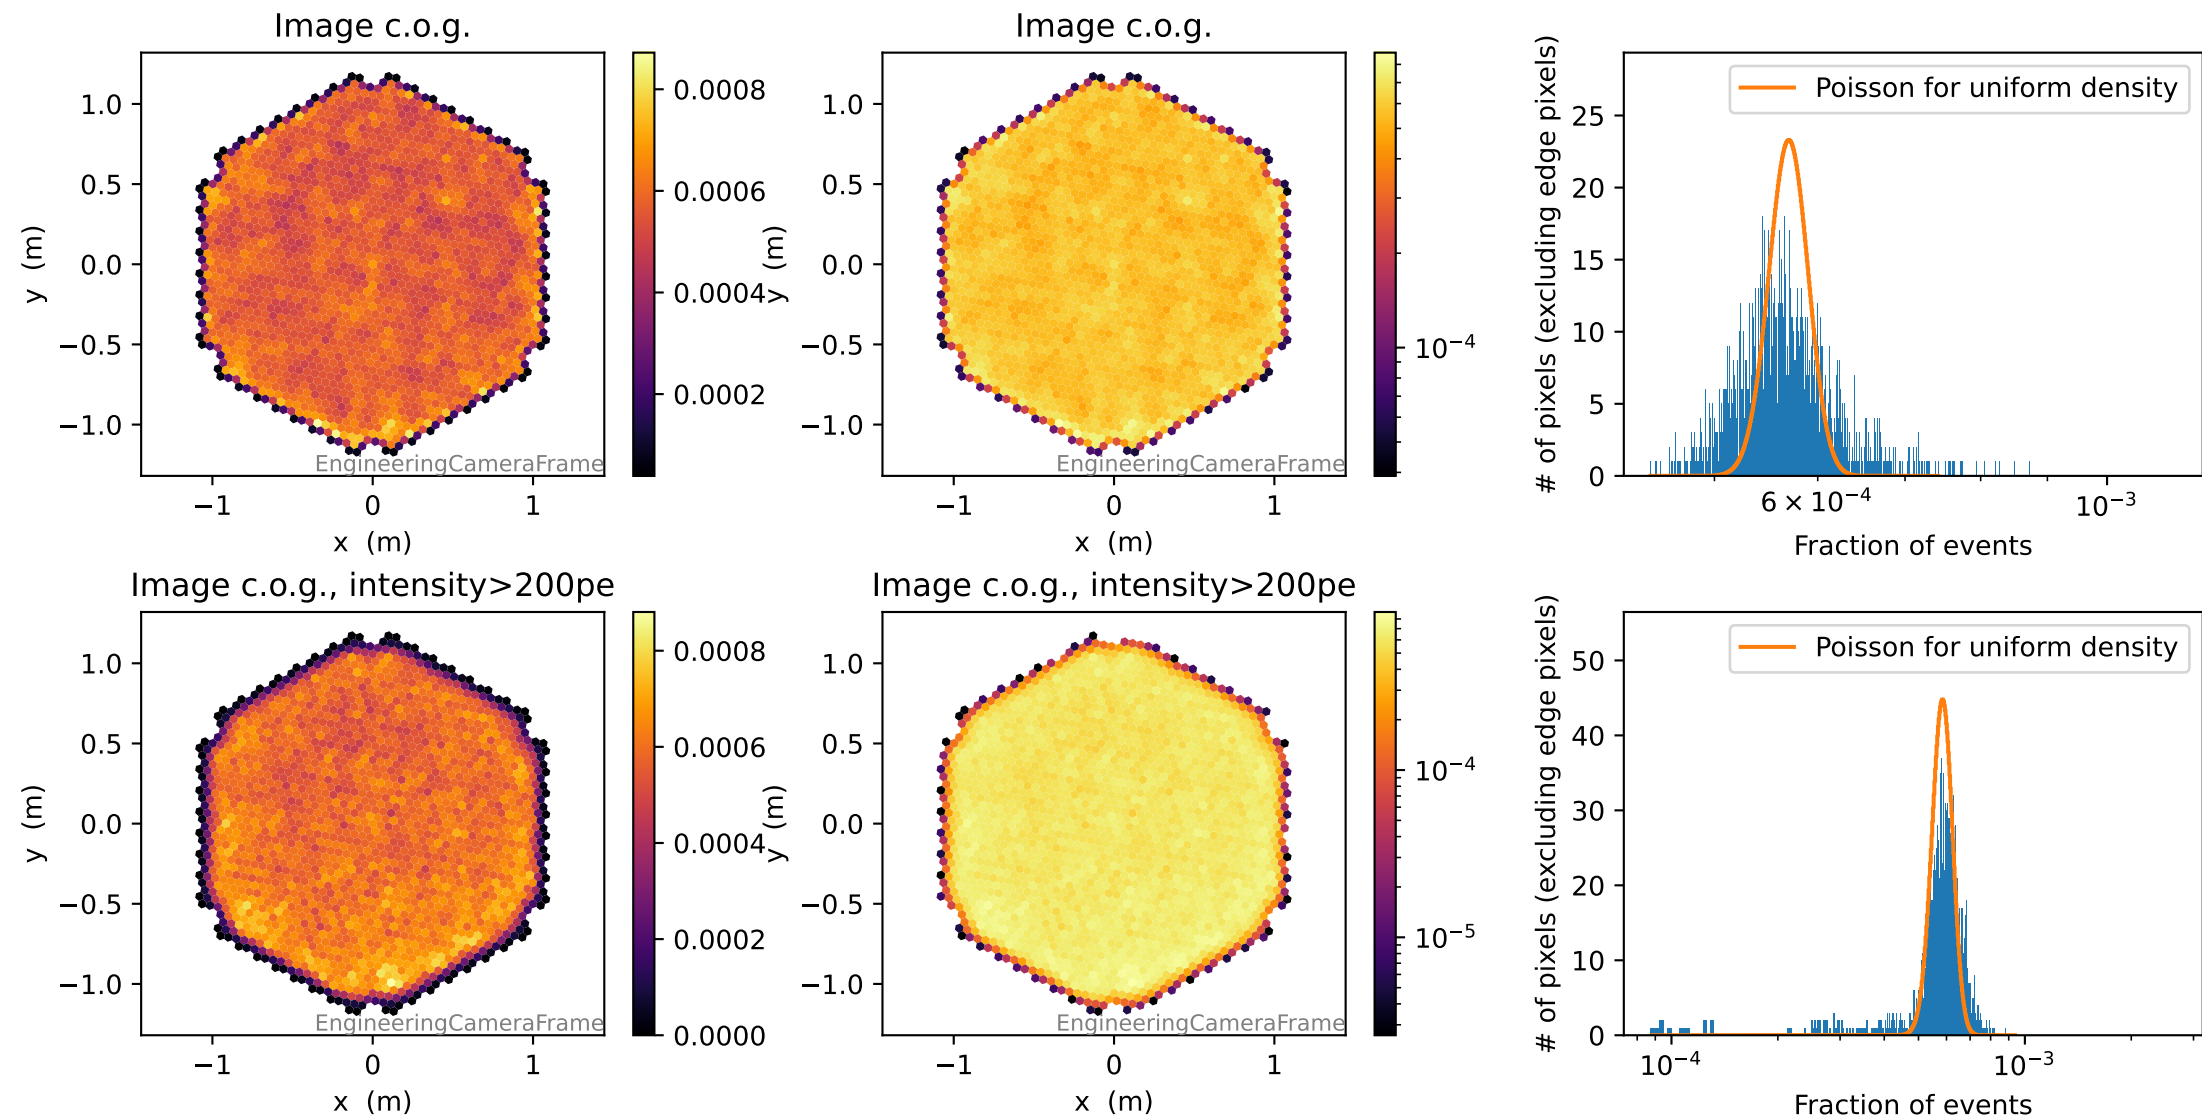 Image c.o.g.
1.0
0.5
0.0
−0.5
−1.0
y (m)
EngineeringCameraFrame
−1
0
1
x (m)
0.0008
0.0006
0.0004
0.0002
Image c.o.g.
1.0
0.5
0.0
−0.5
−1.0
y (m)
EngineeringCameraFrame
−1
0
1
x (m)
10⁻⁴
# of pixels (excluding edge pixels)
25
20
15
10
5
0
Poisson for uniform density
6 × 10⁻⁴
10⁻³
Fraction of events
Image c.o.g., intensity>200pe
1.0
0.5
0.0
−0.5
−1.0
y (m)
EngineeringCameraFrame
−1
0
1
x (m)
0.0008
0.0006
0.0004
0.0002
0.0000
Image c.o.g., intensity>200pe
1.0
0.5
0.0
−0.5
−1.0
y (m)
EngineeringCameraFrame
−1
0
1
x (m)
10⁻⁴
10⁻⁵
# of pixels (excluding edge pixels)
50
40
30
20
10
0
Poisson for uniform density
10⁻⁴
10⁻³
Fraction of events